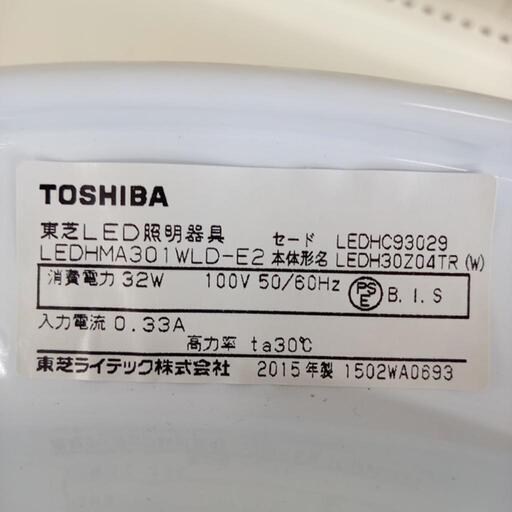 TOSHIBA
東芝LED照明器具 セード LEDHC93029
LEDHMA301WLD-E2 本体形名 LEDH30Z04TR (W)
消費電力 32W 100V 50/60Hz PSE B.I.S
入力電流 0.33A
高力率 ta30℃
東芝ライテック株式会社 2015年製 1502WA0693